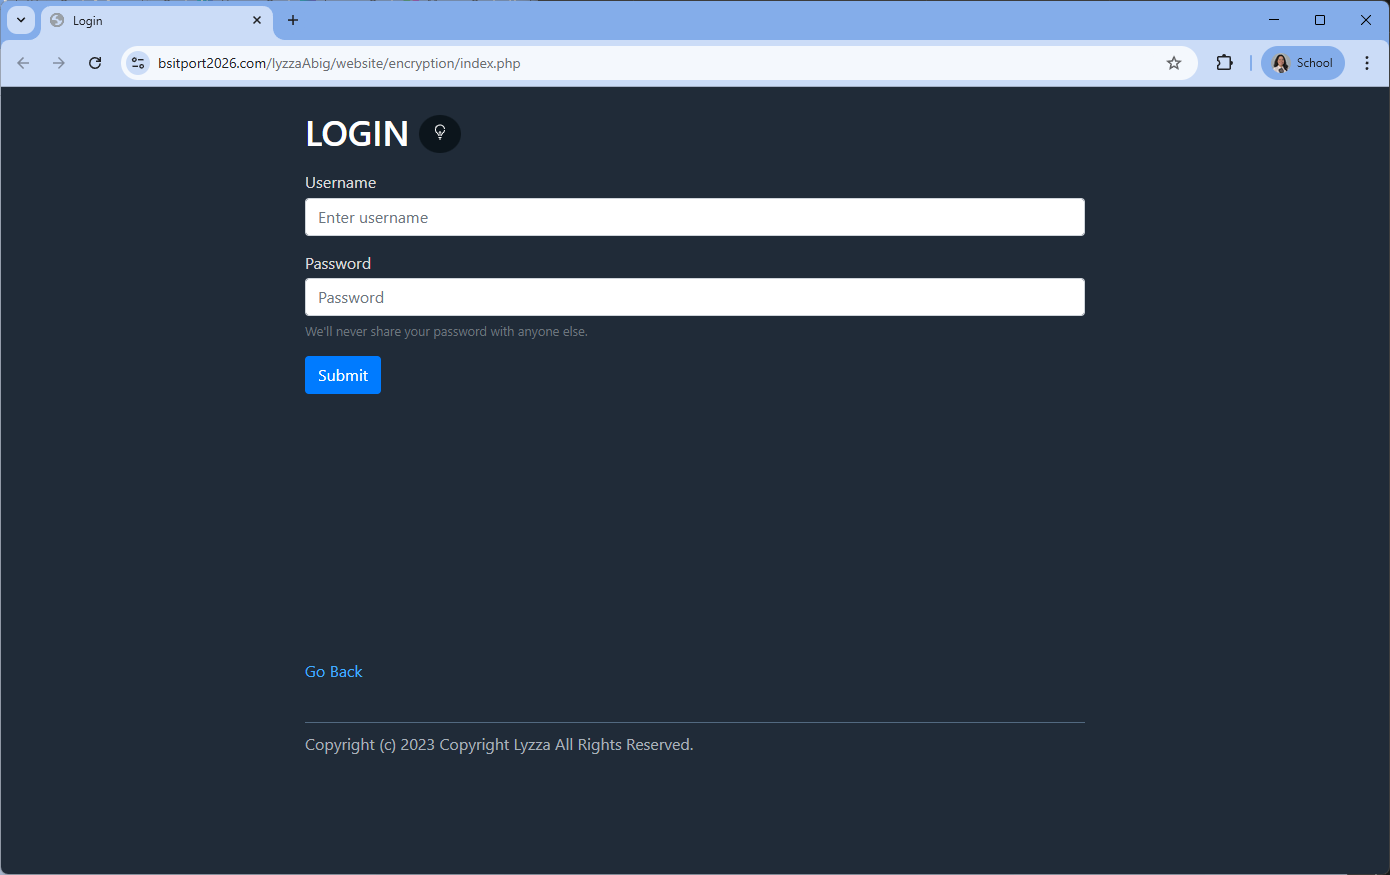 Login
bsitport2026.com/lyzzaAbig/website/encryption/index.php
School
LOGIN
Username
Enter username
Password
Password
We'll never share your password with anyone else.
Submit
Go Back
Copyright (c) 2023 Copyright Lyzza All Rights Reserved.